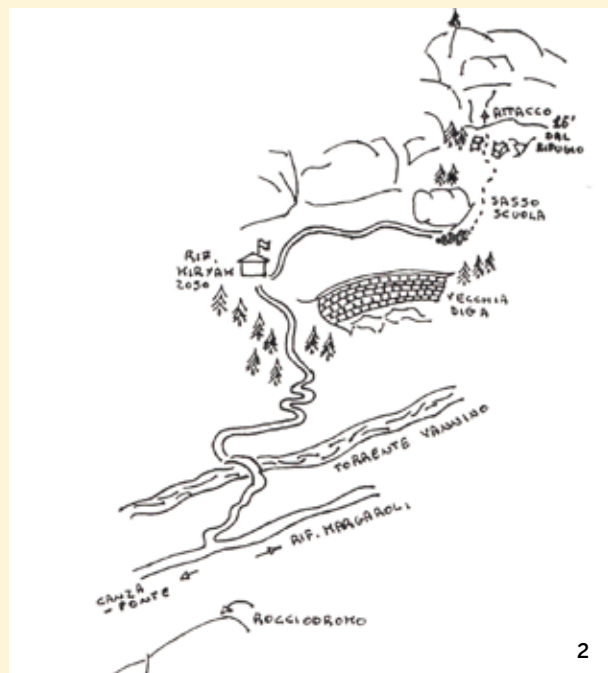 ATTACCO
15'
DAL
RIFUGIO
SASSO
SCUOLA
RIF.
MIRYAM
2050
VECCHIA
DIGA
TORRENTE VANNINO
RIF. MARGAROLI
CANZA
- PONTE
ROCCIODROMO
2